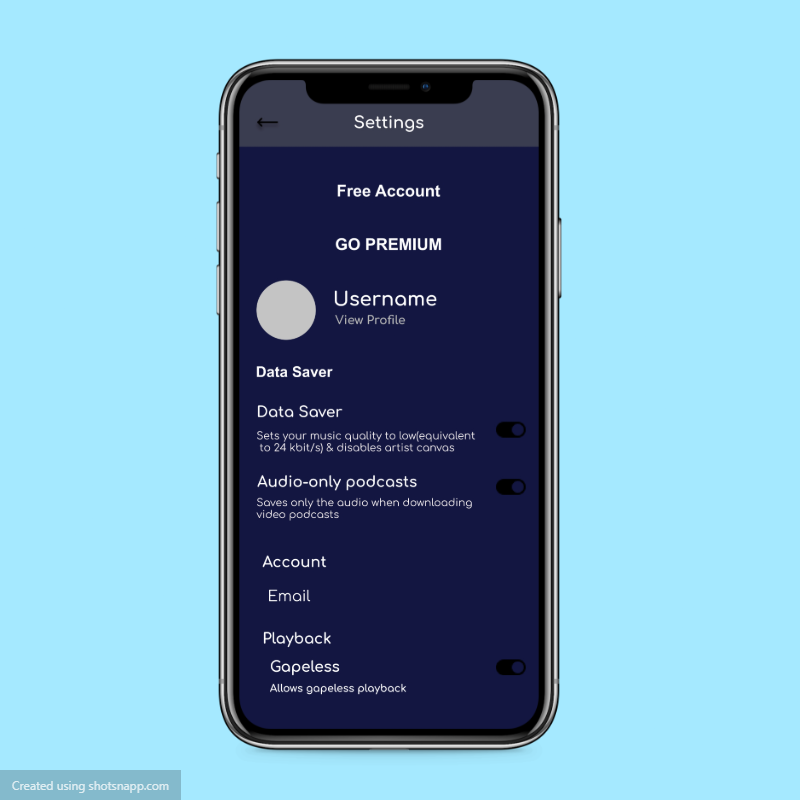 Settings
Free Account
GO PREMIUM
Username
View Profile
Data Saver
Data Saver
Sets your music quality to low(equivalent
to 24 kbit/s) & disables artist canvas
Audio-only podcasts
Saves only the audio when downloading
video podcasts
Account
Email
Playback
Gapeless
Allows gapeless playback
Created using shotsnapp.com